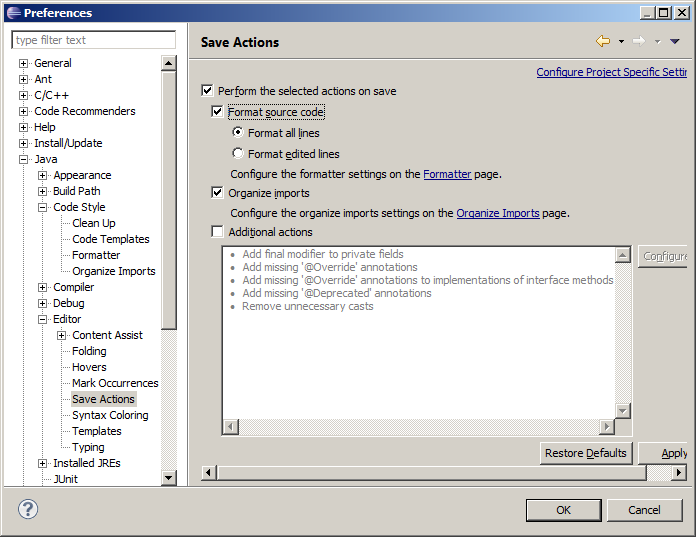 Preferences
type filter text
General
Ant
C/C++
Code Recommenders
Help
Install/Update
Java
Appearance
Build Path
Code Style
Clean Up
Code Templates
Formatter
Organize Imports
Compiler
Debug
Editor
Content Assist
Folding
Hovers
Mark Occurrences
Save Actions
Syntax Coloring
Templates
Typing
Installed JREs
JUnit
Save Actions
Configure Project Specific Settin
Perform the selected actions on save
Format source code
Format all lines
Format edited lines
Configure the formatter settings on the Formatter page.
Organize imports
Configure the organize imports settings on the Organize Imports page.
Additional actions
Add final modifier to private fields
Add missing '@Override' annotations
Add missing '@Override' annotations to implementations of interface methods
Add missing '@Deprecated' annotations
Remove unnecessary casts
Configure
Restore Defaults
Apply
?
OK
Cancel